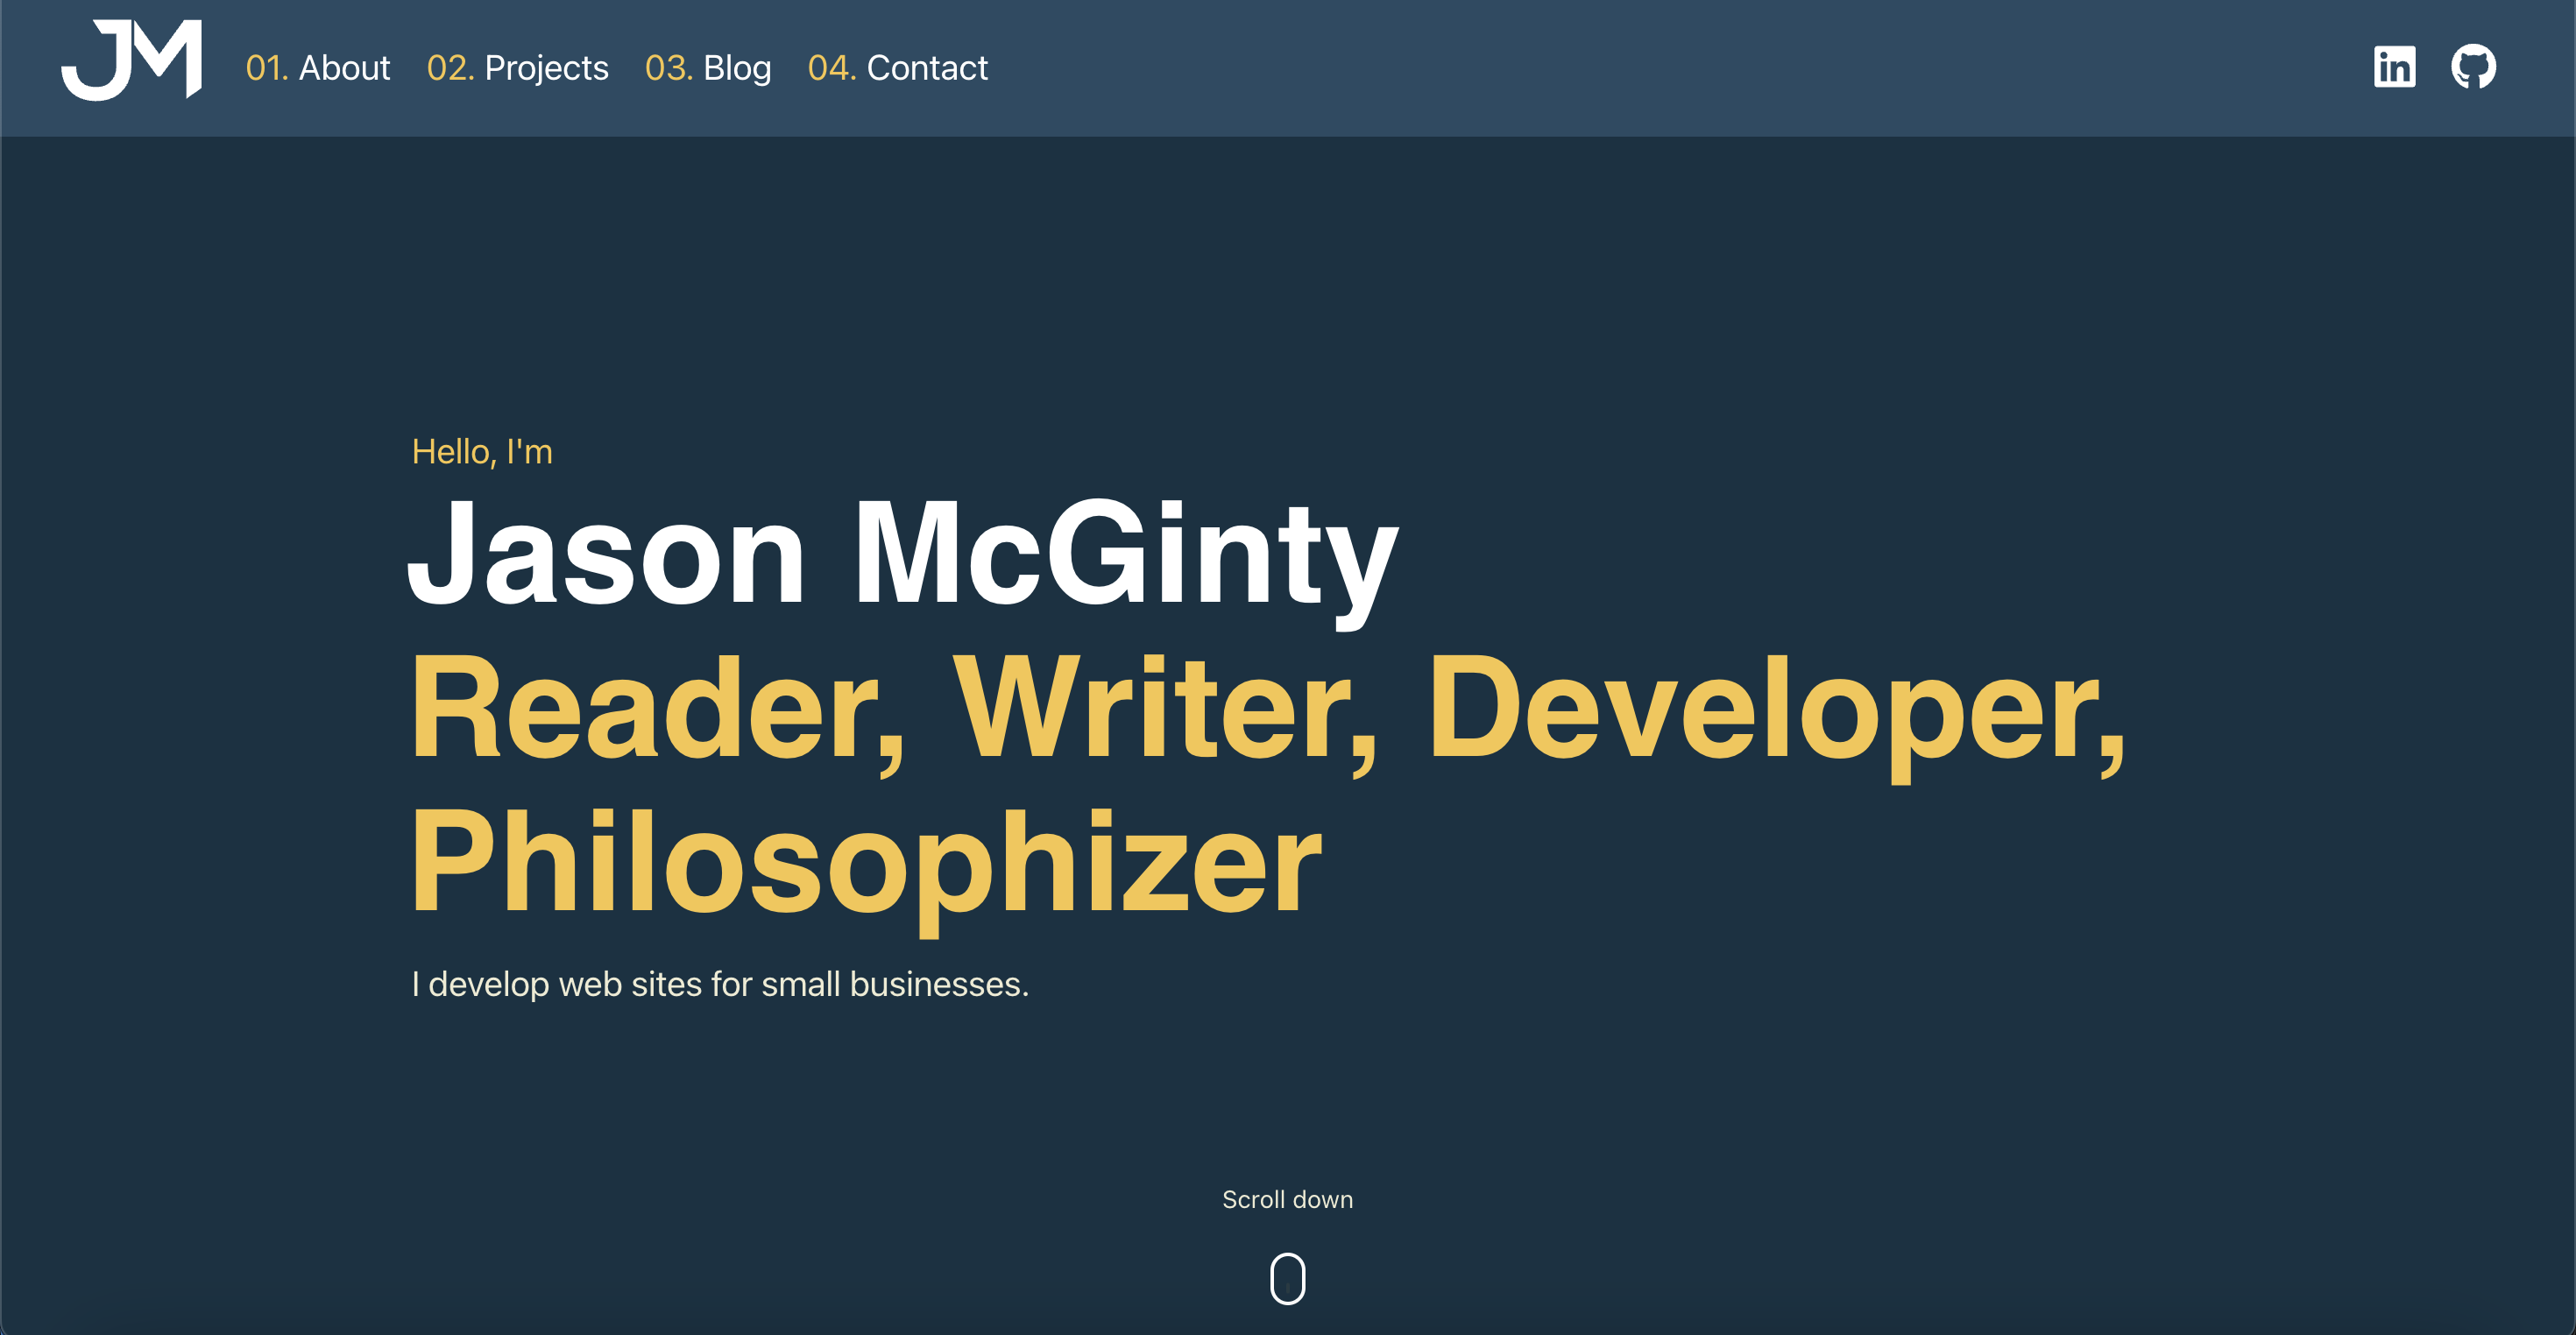 JM
01. About 02. Projects 03. Blog 04. Contact
in
Hello, I'm
Jason McGinty
Reader, Writer, Developer,
Philosophizer
I develop web sites for small businesses.
Scroll down